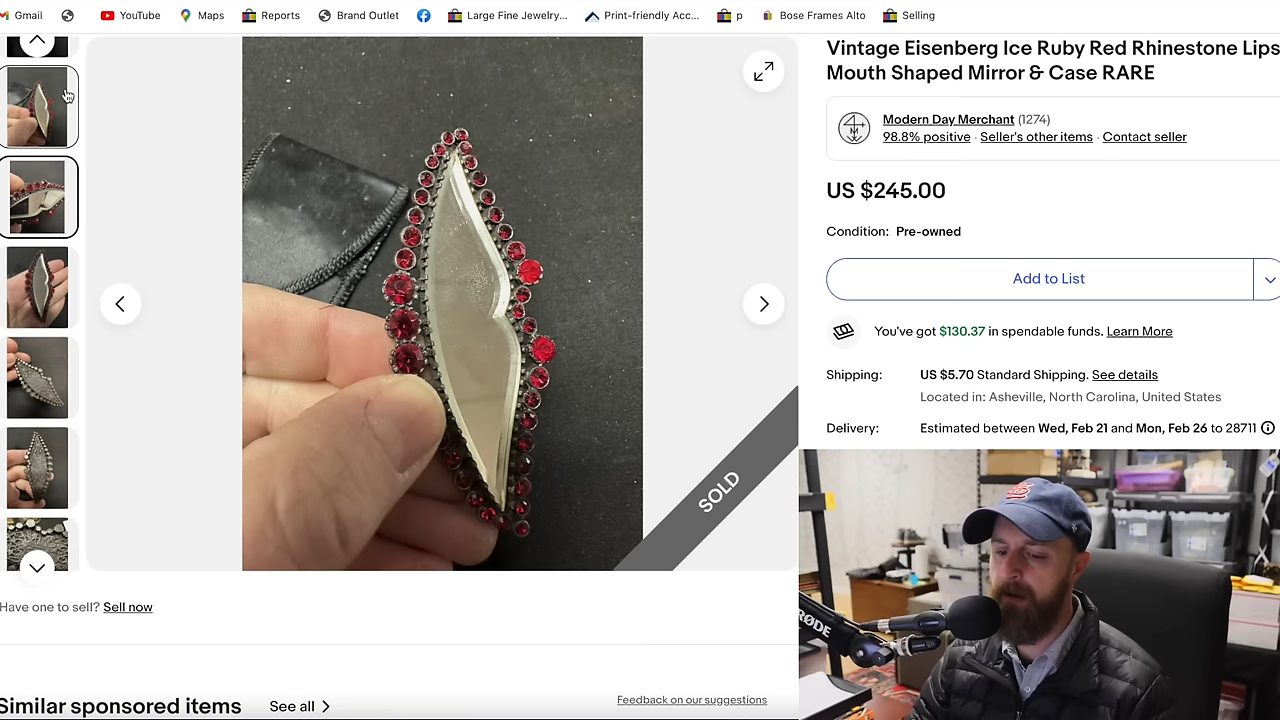 Gmail
YouTube
Maps
Reports
Brand Outlet
Large Fine Jewelry...
Print-friendly Acc...
p
Bose Frames Alto
Selling
Vintage Eisenberg Ice Ruby Red Rhinestone Lips
Mouth Shaped Mirror & Case RARE
Modern Day Merchant (1274)
98.8% positive · Seller's other items · Contact seller
US $245.00
Condition: Pre-owned
Add to List
You've got $130.37 in spendable funds. Learn More
Shipping: US $5.70 Standard Shipping. See details
Located in: Asheville, North Carolina, United States
Delivery: Estimated between Wed, Feb 21 and Mon, Feb 26 to 28711
SOLD
RØDE
Have one to sell? Sell now
Similar sponsored items See all
Feedback on our suggestions